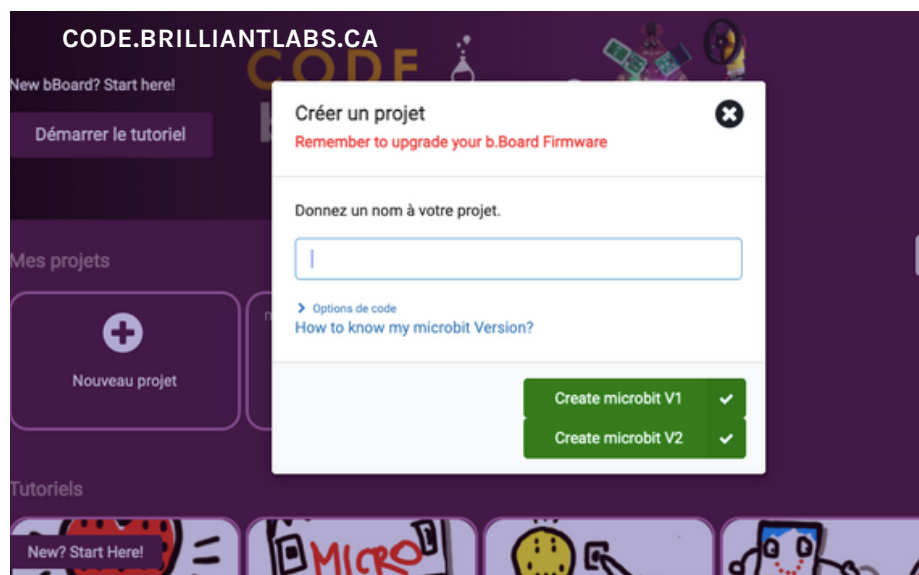 CODE.BRILLIANTLABS.CA
CODE
New bBoard? Start here!
Démarrer le tutoriel
Créer un projet
Remember to upgrade your b.Board Firmware
Donnez un nom à votre projet.
Options de code
How to know my microbit Version?
Create microbit V1
Create microbit V2
Mes projets
Nouveau projet
Tutoriels
New? Start Here!
MICRO